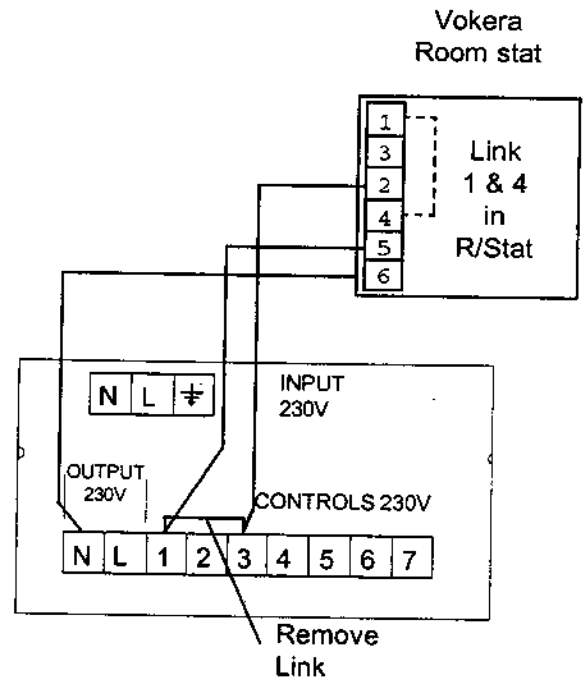 Vokera
Room stat
1
3
2
4
5
6
Link
1 & 4
in
R/Stat
N L
INPUT
230V
OUTPUT
230V
CONTROLS 230V
N L 1 2 3 4 5 6 7
Remove
Link